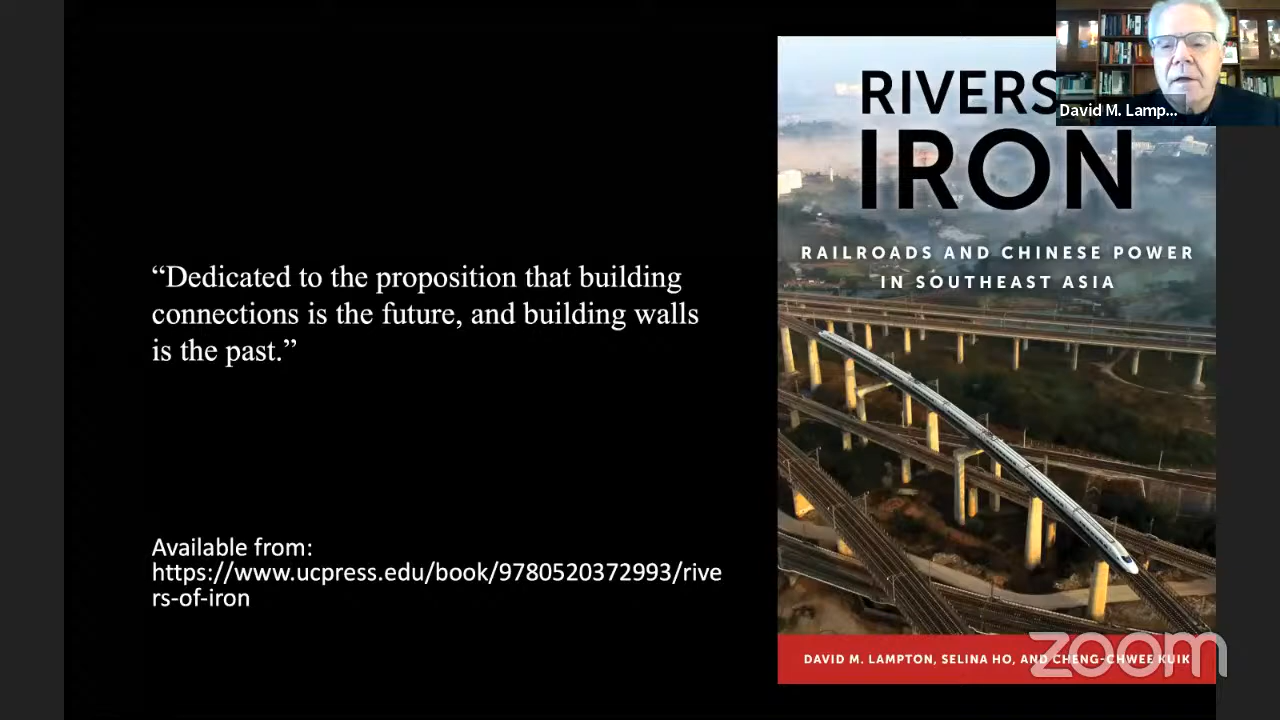 “Dedicated to the proposition that building
connections is the future, and building walls
is the past.”
Available from:
https://www.ucpress.edu/book/9780520372993/rive
rs-of-iron
RIVERS
IRON
RAILROADS AND CHINESE POWER
IN SOUTHEAST ASIA
DAVID M. LAMPTON, SELINA HO, AND CHENG-CHWEE KUIK
David M. Lamp...
zoom